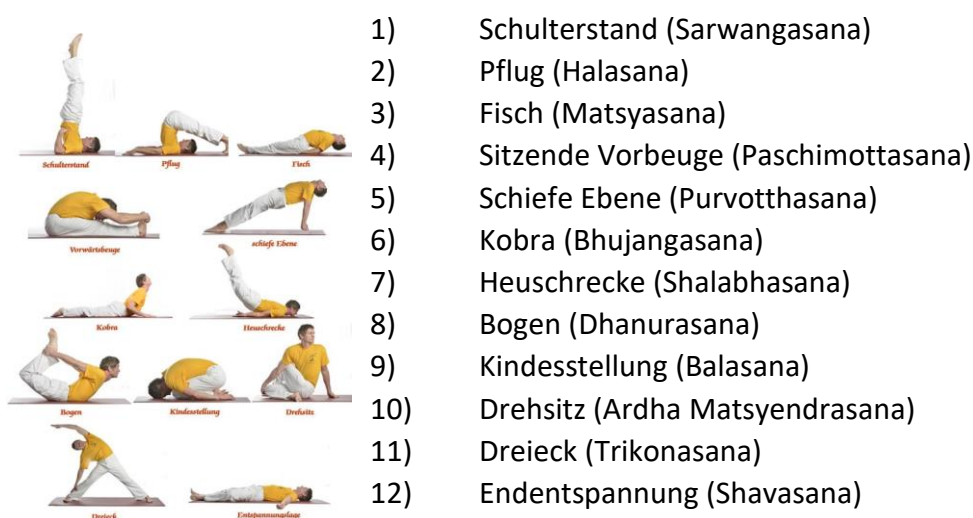 Schulterstand Pflug Fisch
Vorwärtsbeuge schiefe Ebene
Kobra Heuschrecke
Bogen Kindesstellung Drehsitz
Dreieck Entspannungslage
1) Schulterstand (Sarwangasana)
2) Pflug (Halasana)
3) Fisch (Matsyasana)
4) Sitzende Vorbeuge (Paschimottasana)
5) Schiefe Ebene (Purvotthasana)
6) Kobra (Bhujangasana)
7) Heuschrecke (Shalabhasana)
8) Bogen (Dhanurasana)
9) Kindesstellung (Balasana)
10) Drehsitz (Ardha Matsyendrasana)
11) Dreieck (Trikonasana)
12) Endentspannung (Shavasana)